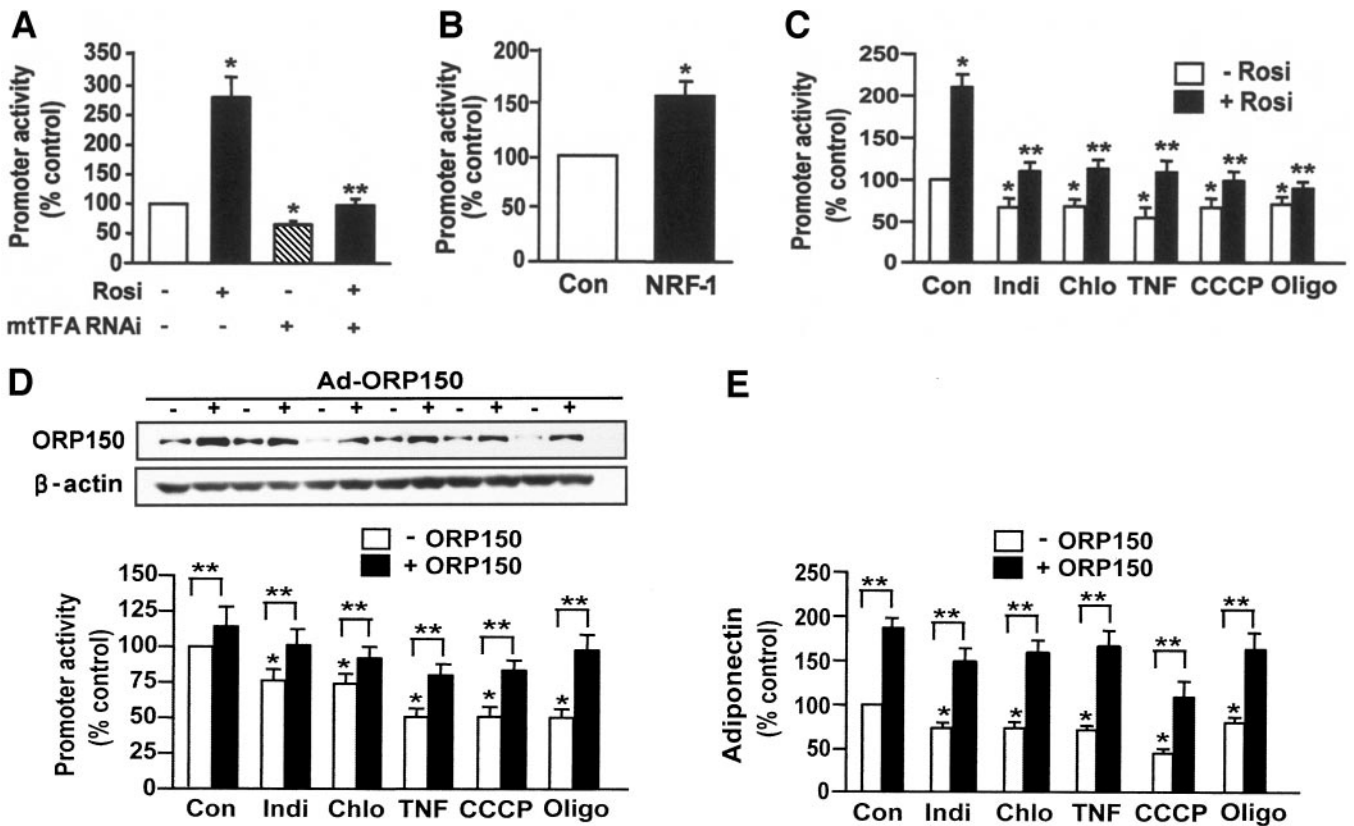 A
Promoter activity
(% control)
350
300
250
200
150
100
50
0
*
*
**
Rosi - + - +
mtTFA RNAi - - + +
B
Promoter activity
(% control)
200
150
100
50
0
*
Con NRF-1
C
Promoter activity
(% control)
250
200
150
100
50
0
- Rosi
+ Rosi
*
** ** ** ** **
* * * * *
Con Indi Chlo TNF CCCP Oligo
D
Ad-ORP150
- + - + - + - + - + - +
ORP150
β-actin
- ORP150
+ ORP150
Promoter activity
(% control)
150
125
100
75
50
25
0
** ** ** ** ** **
* * * * *
Con Indi Chlo TNF CCCP Oligo
E
- ORP150
+ ORP150
Adiponectin
(% control)
250
200
150
100
50
0
** ** ** ** ** **
* * * * *
Con Indi Chlo TNF CCCP Oligo